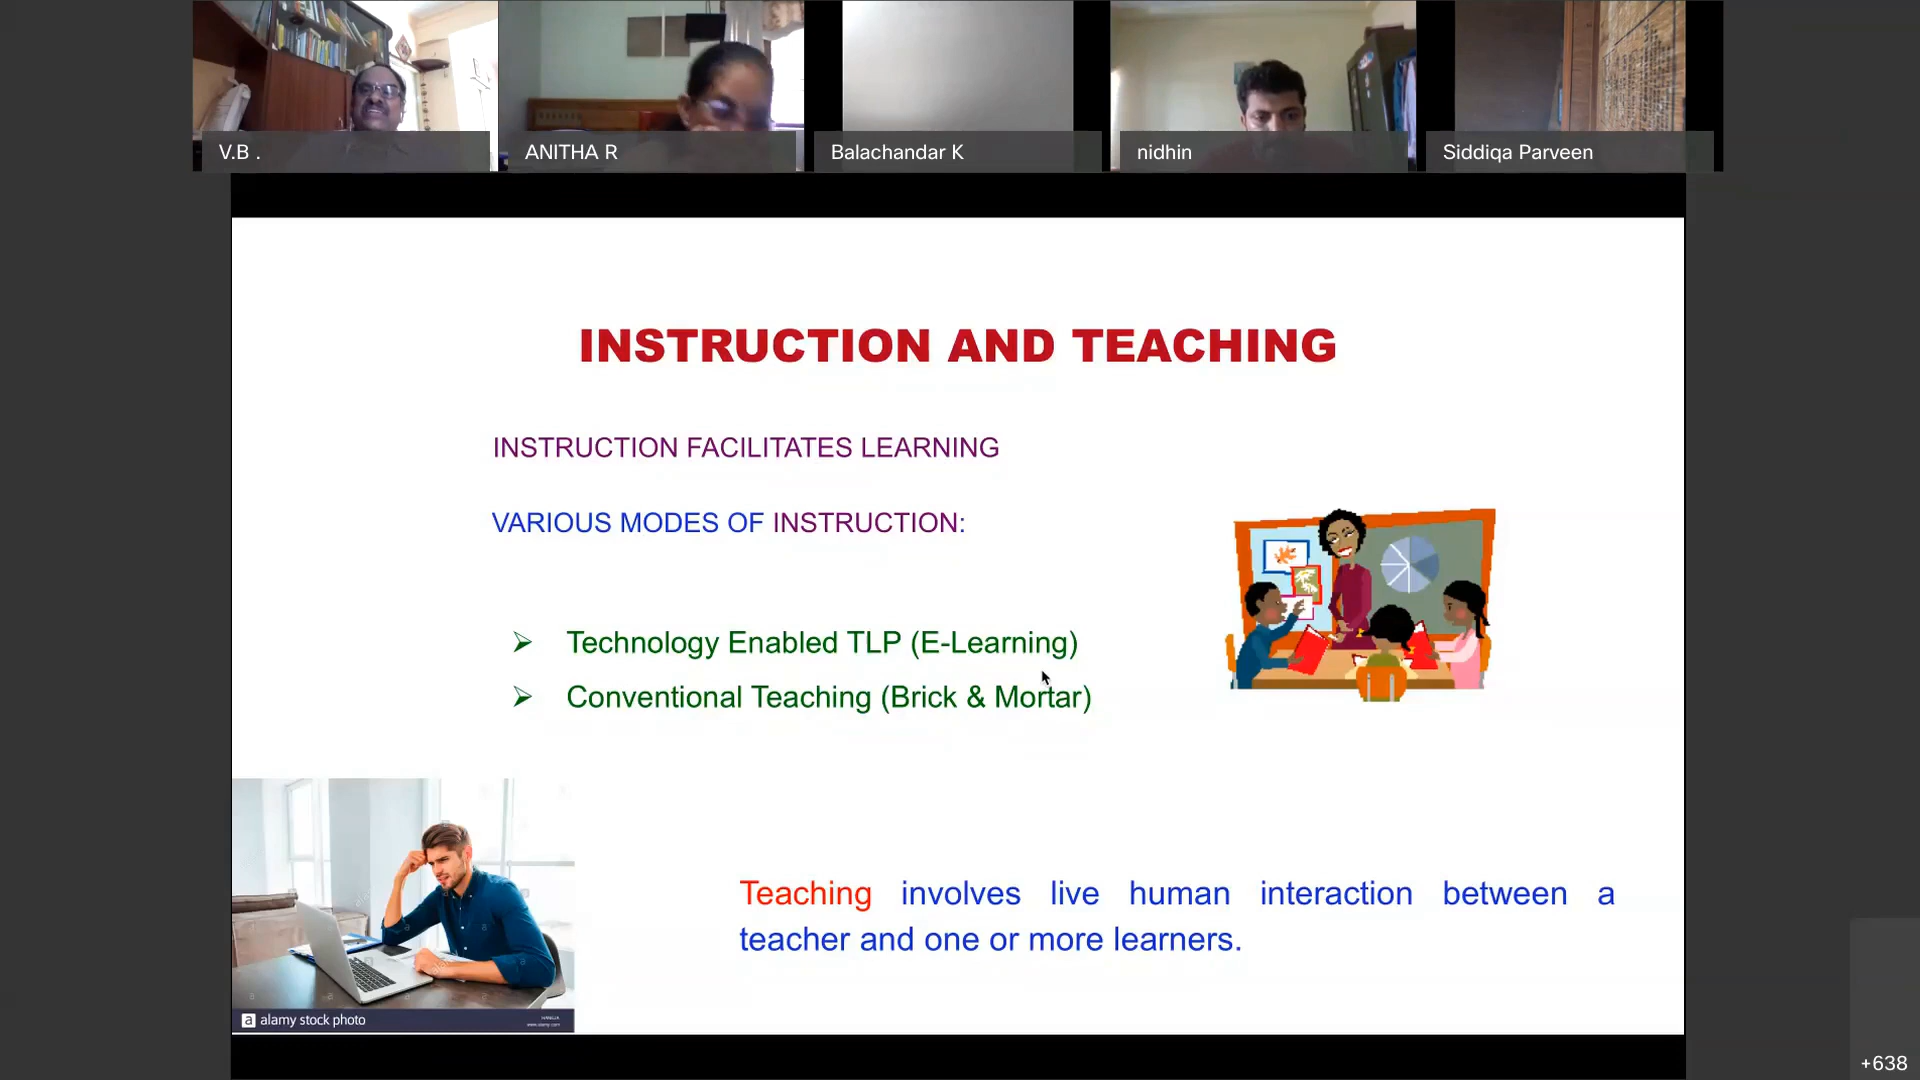 V.B .
ANITHA R
Balachandar K
nidhin
Siddiqa Parveen
INSTRUCTION AND TEACHING
INSTRUCTION FACILITATES LEARNING
VARIOUS MODES OF INSTRUCTION:
Technology Enabled TLP (E-Learning)
Conventional Teaching (Brick & Mortar)
Teaching involves live human interaction between a
teacher and one or more learners.
a alamy stock photo
+638